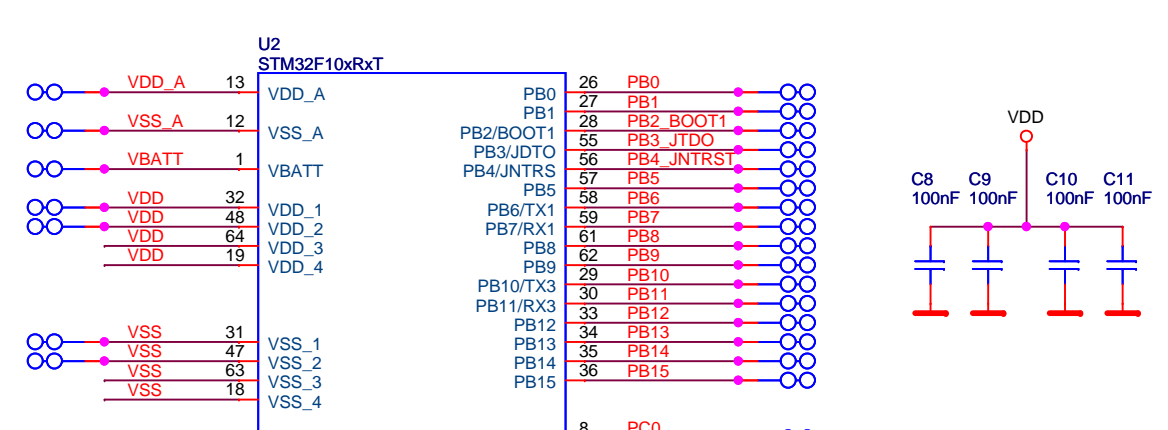 U2
STM32F10xRxT
VDD_A 13 VDD_A
VSS_A 12 VSS_A
VBATT 1 VBATT
VDD 32 VDD_1
VDD 48 VDD_2
VDD 64 VDD_3
VDD 19 VDD_4
VSS 31 VSS_1
VSS 47 VSS_2
VSS 63 VSS_3
VSS 18 VSS_4
PB0 26 PB0
PB1 27 PB1
PB2/BOOT1 28 PB2_BOOT1
PB3/JDTO 55 PB3_JTDO
PB4/JNTRS 56 PB4_JNTRST
PB5 57 PB5
PB6/TX1 58 PB6
PB7/RX1 59 PB7
PB8 61 PB8
PB9 62 PB9
PB10/TX3 29 PB10
PB11/RX3 30 PB11
PB12 33 PB12
PB13 34 PB13
PB14 35 PB14
PB15 36 PB15
8 PC0
VDD
C8 C9 C10 C11
100nF 100nF 100nF 100nF